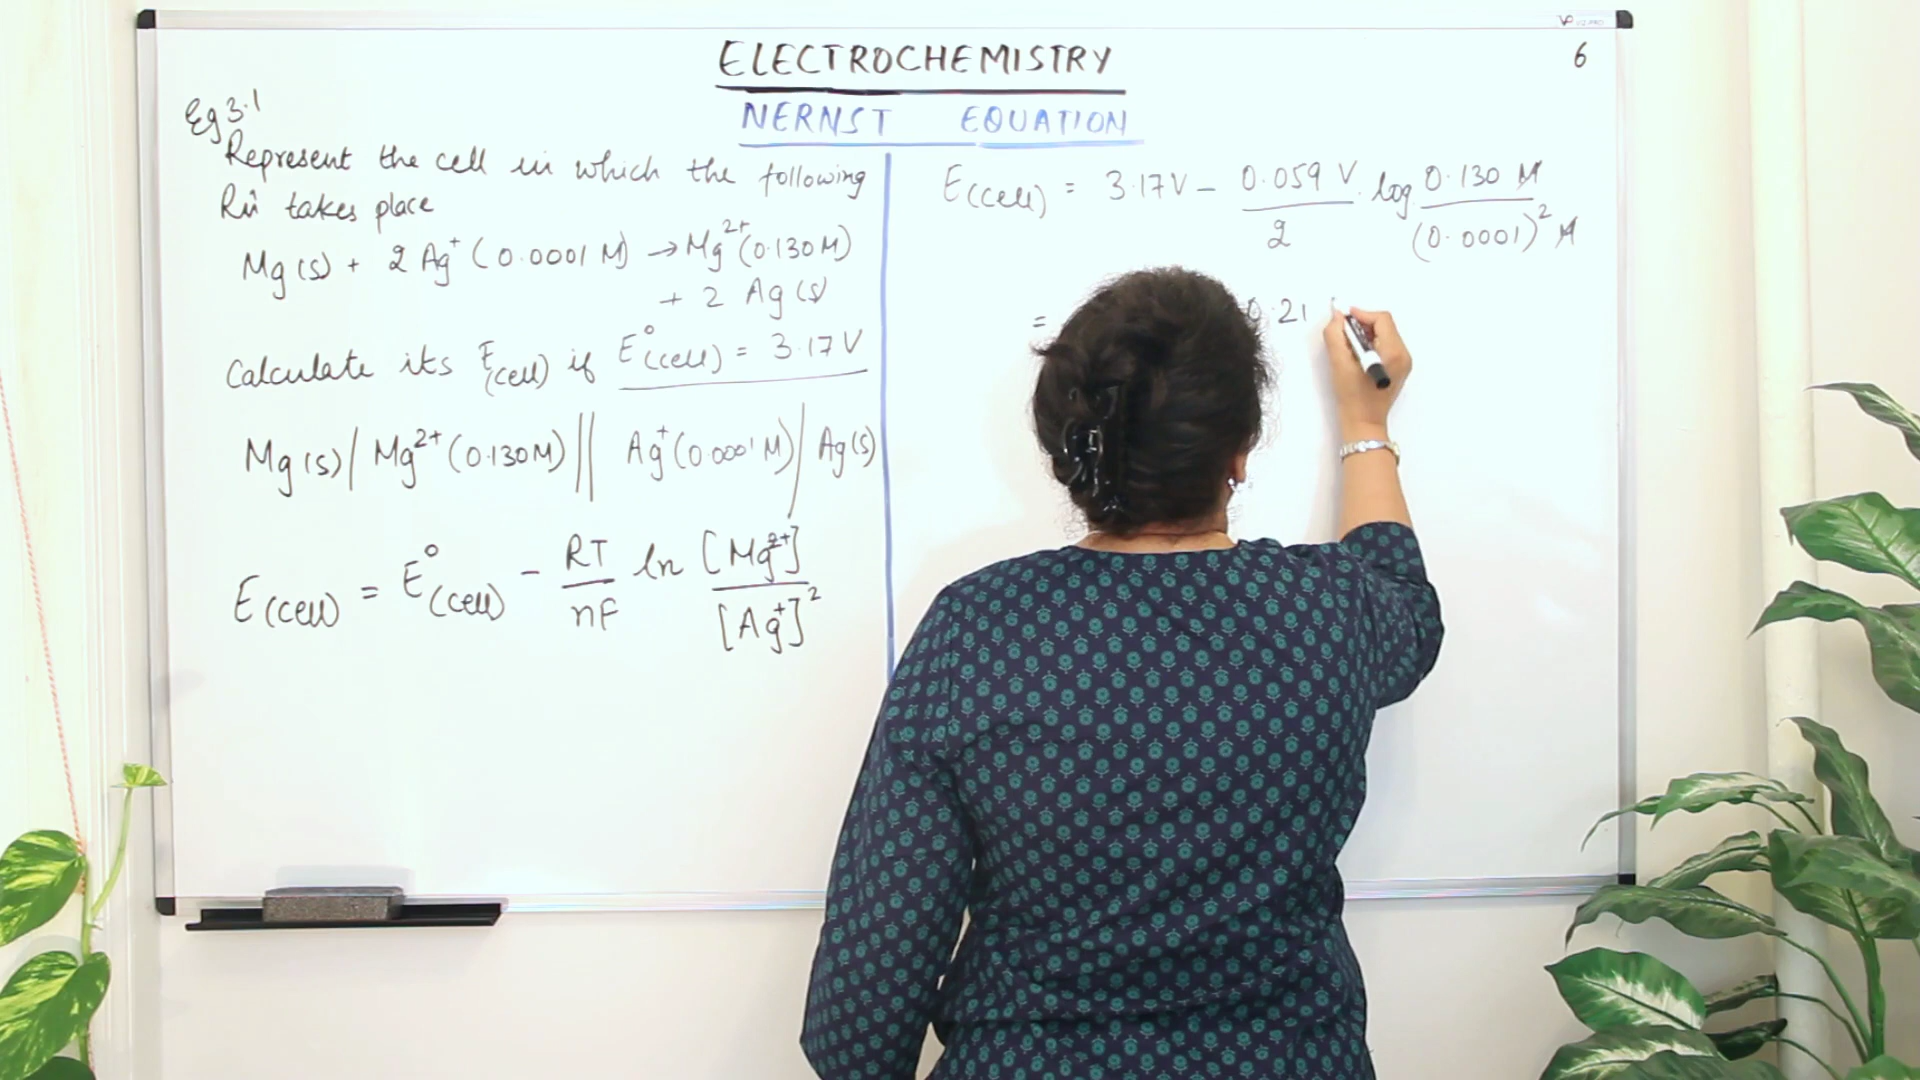 ELECTROCHEMISTRY
6
NERNST EQUATION
Eg 3.1
Represent the cell in which the following
Rxn takes place
Mg (s) + 2 Ag⁺ (0.0001 M) → Mg²⁺ (0.130 M)
+ 2 Ag (s)
Calculate its E(cell) if E°(cell) = 3.17 V
Mg (s) / Mg²⁺ (0.130 M) || Ag⁺ (0.0001 M) / Ag (s)
E(cell) = E°(cell) - RT/nF ln [Mg²⁺]/[Ag⁺]²
E(cell) = 3.17 V - 0.059 V/2 . log 0.130 M/(0.0001)² M
= 0.21